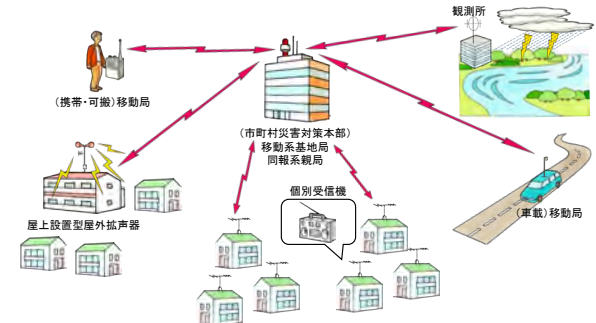 観測所
(携帯・可搬)移動局
(市町村災害対策本部)
移動系基地局
同報系親局
個別受信機
屋上設置型屋外拡声器
(車載)移動局